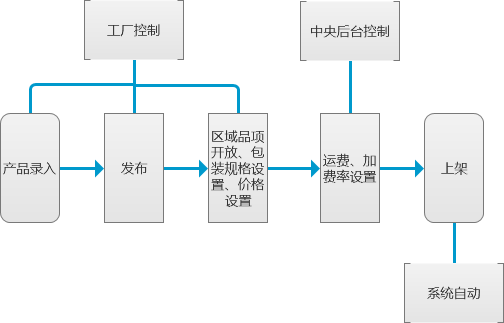 工厂控制
中央后台控制
产品录入
发布
区域品项
开放、包
装规格设
置、价格
设置
运费、加
费率设置
上架
系统自动